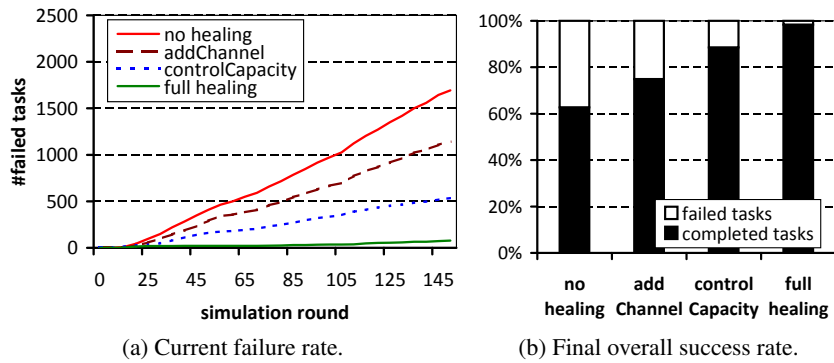 2500
2000
1500
1000
500
0
#failed tasks
no healing
addChannel
controlCapacity
full healing
0 25 45 65 85 105 125 145
simulation round
(a) Current failure rate.
100%
80%
60%
40%
20%
0%
failed tasks
completed tasks
no healing
add Channel
control Capacity
full healing
(b) Final overall success rate.